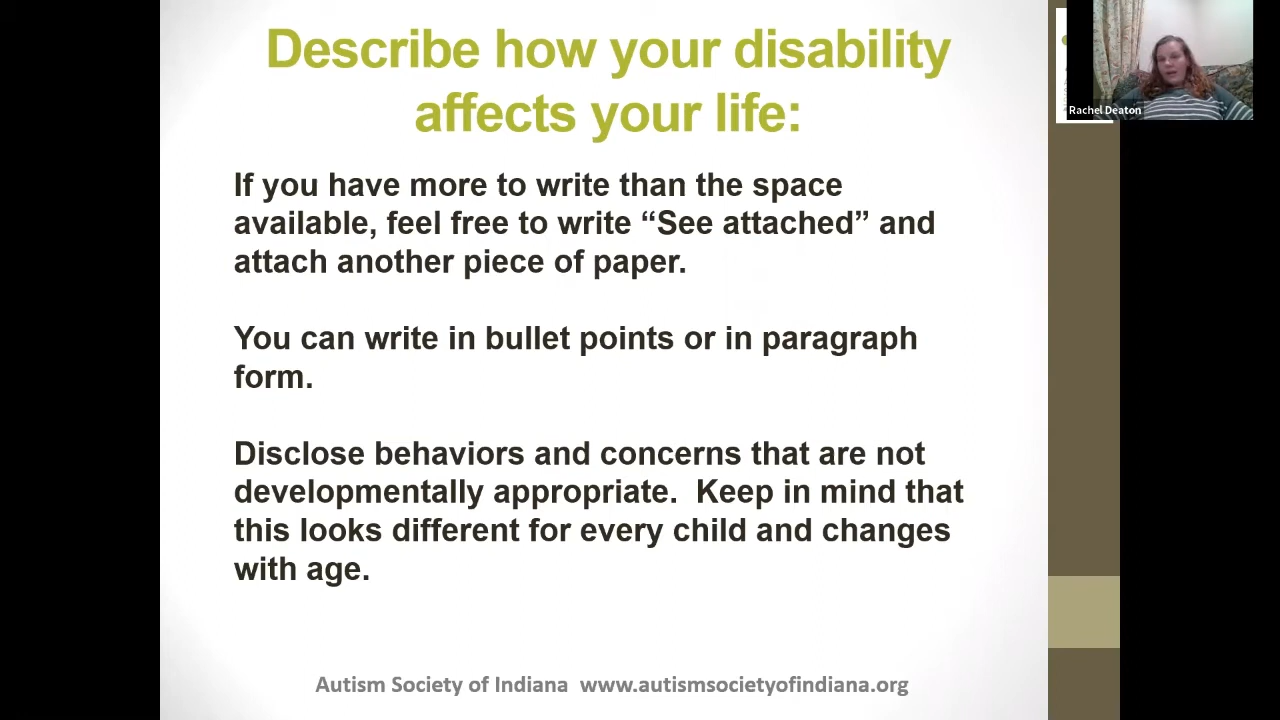 Describe how your disability
affects your life:
Rachel Deaton
If you have more to write than the space
available, feel free to write “See attached” and
attach another piece of paper.
You can write in bullet points or in paragraph
form.
Disclose behaviors and concerns that are not
developmentally appropriate.  Keep in mind that
this looks different for every child and changes
with age.
Autism Society of Indiana  www.autismsocietyofindiana.org